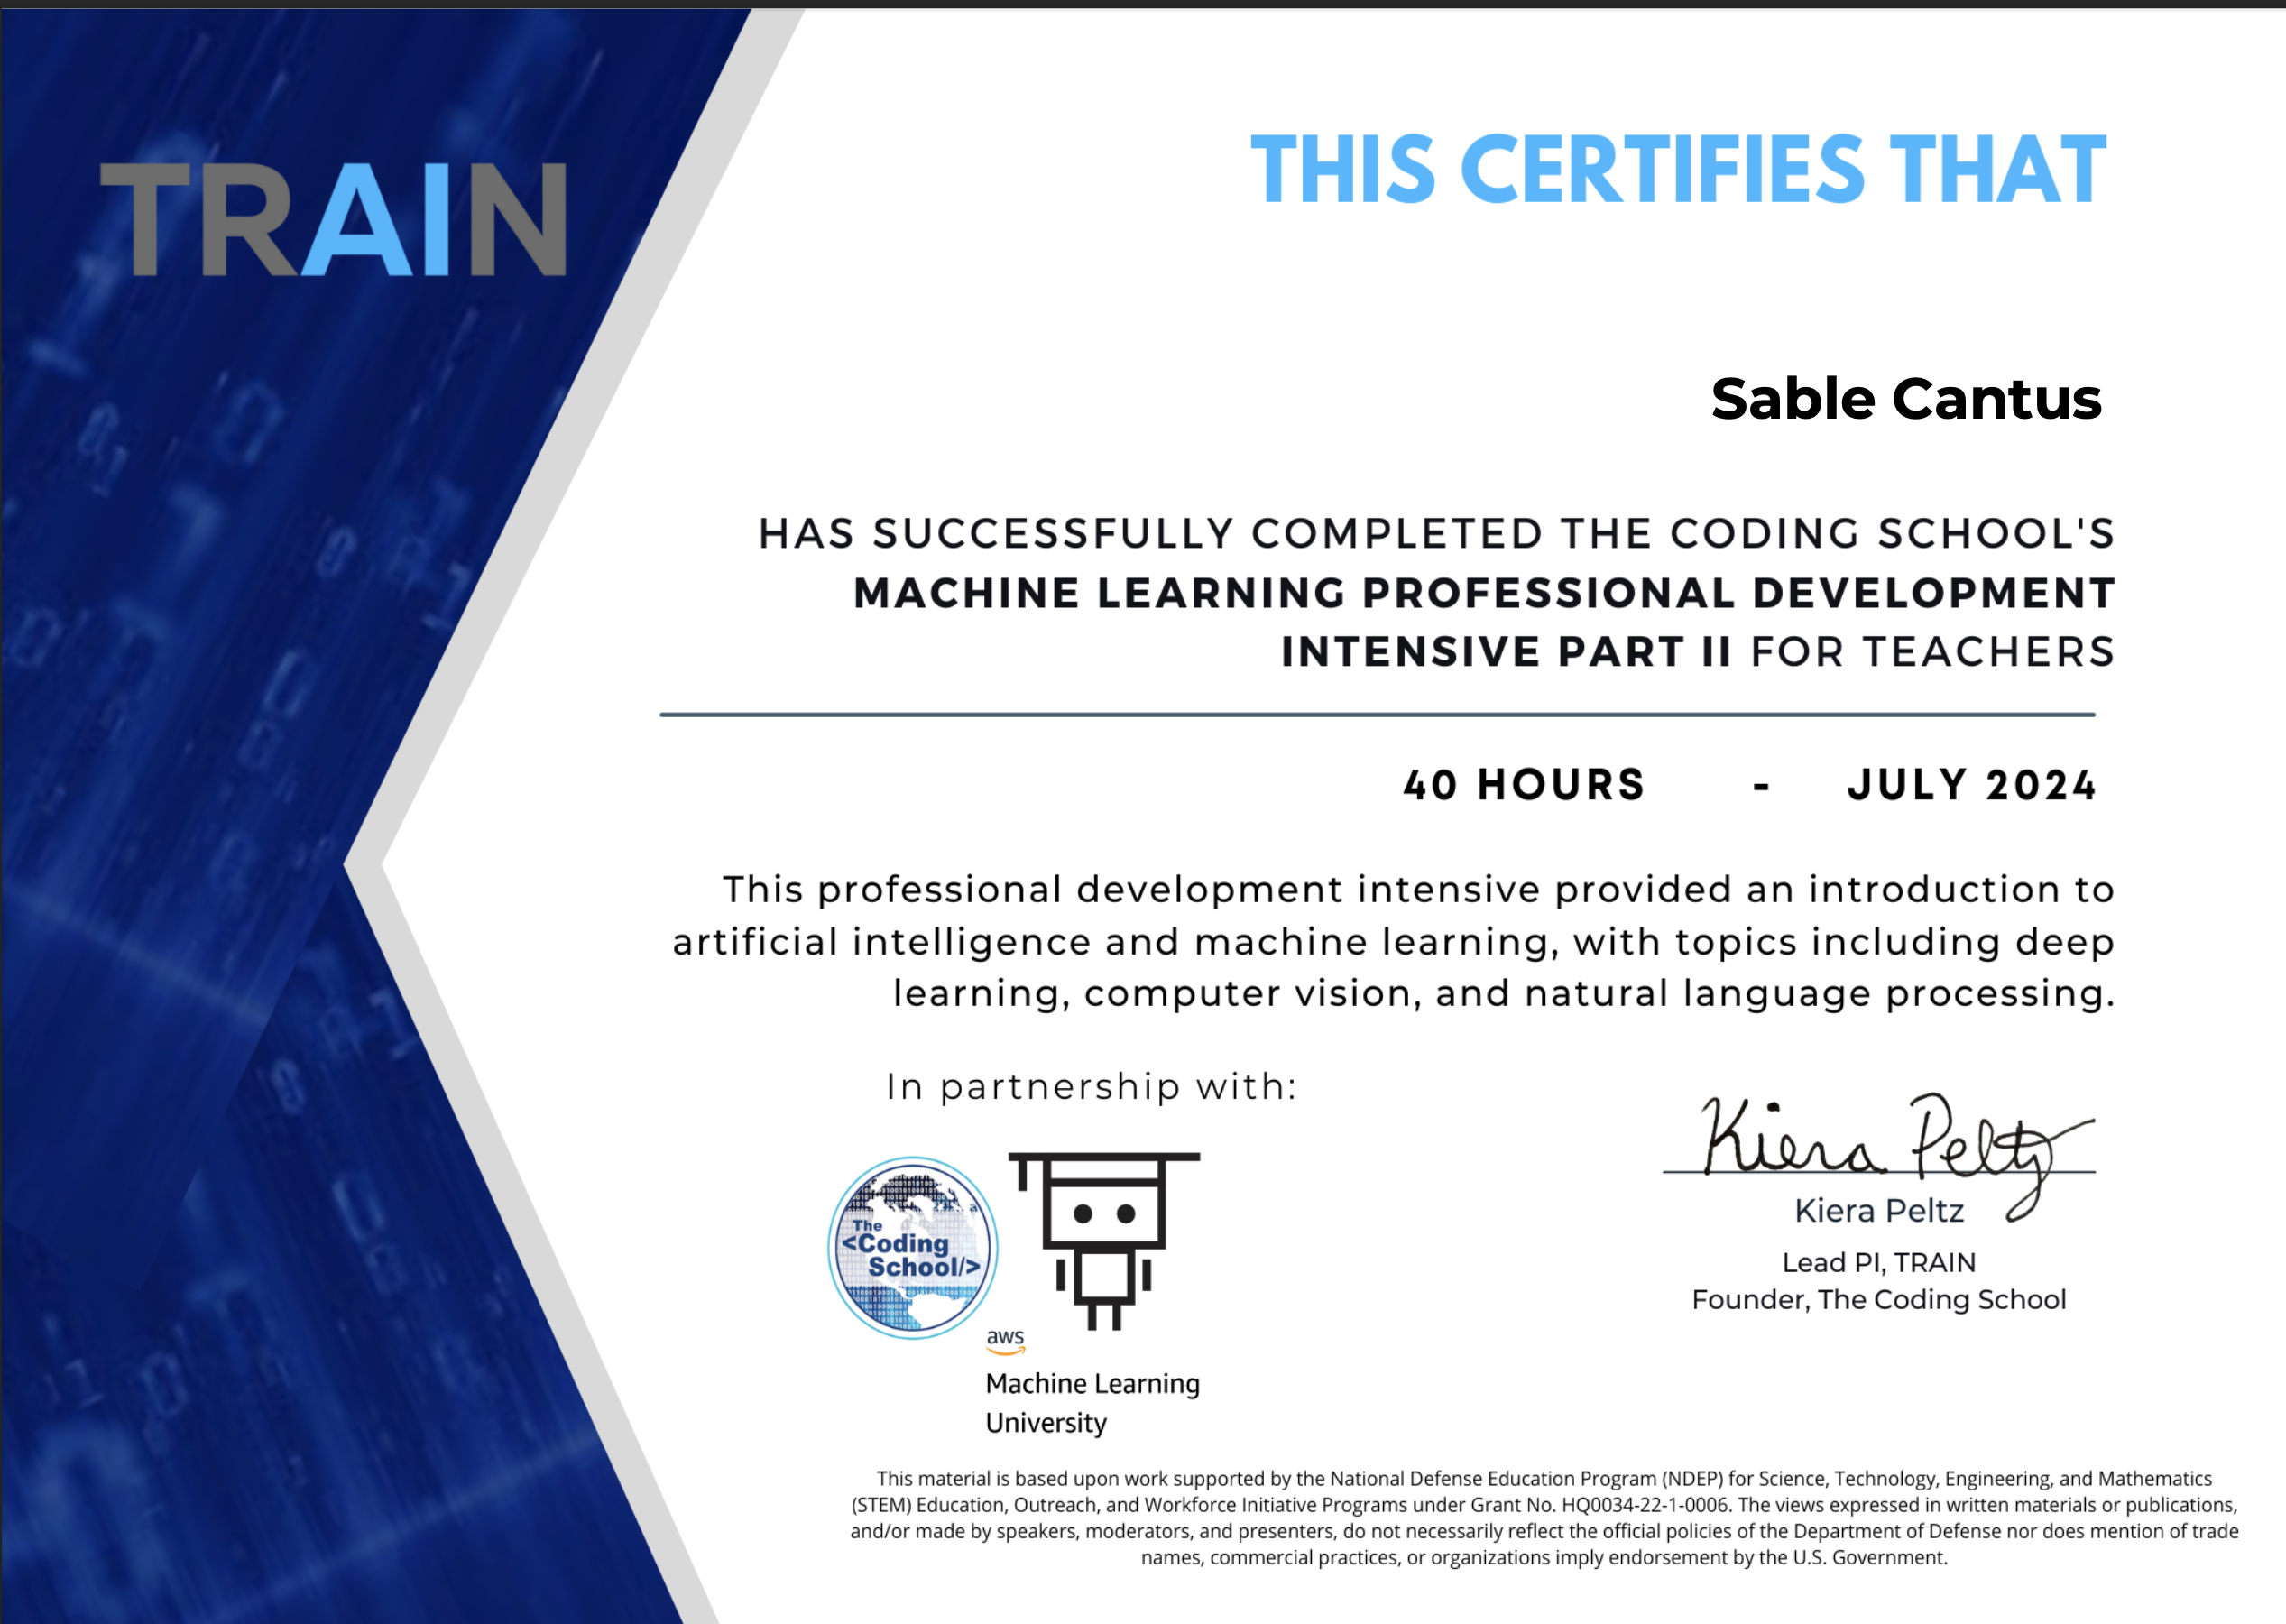 TRAIN
THIS CERTIFIES THAT
Sable Cantus
HAS SUCCESSFULLY COMPLETED THE CODING SCHOOL'S
MACHINE LEARNING PROFESSIONAL DEVELOPMENT
INTENSIVE PART II FOR TEACHERS
40 HOURS - JULY 2024
This professional development intensive provided an introduction to
artificial intelligence and machine learning, with topics including deep
learning, computer vision, and natural language processing.
In partnership with:
The
<Coding
School/>
aws
Machine Learning
University
Kiera Peltz
Kiera Peltz
Lead PI, TRAIN
Founder, The Coding School
This material is based upon work supported by the National Defense Education Program (NDEP) for Science, Technology, Engineering, and Mathematics
(STEM) Education, Outreach, and Workforce Initiative Programs under Grant No. HQ0034-22-1-0006. The views expressed in written materials or publications,
and/or made by speakers, moderators, and presenters, do not necessarily reflect the official policies of the Department of Defense nor does mention of trade
names, commercial practices, or organizations imply endorsement by the U.S. Government.